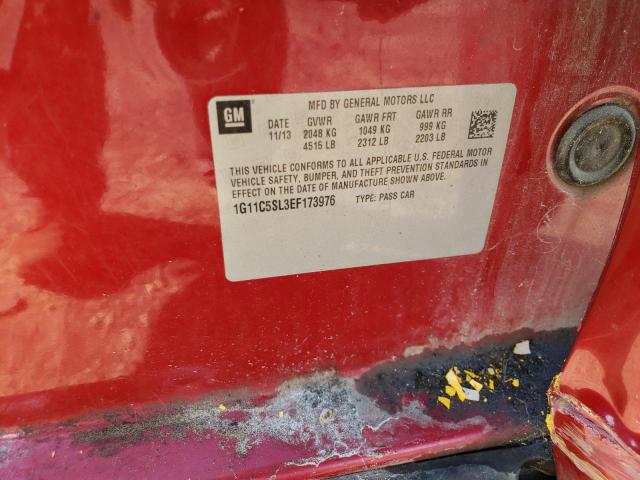 GM
MFD BY GENERAL MOTORS LLC
DATE GVWR GAWR FRT GAWR RR
11/13 2048 KG 1049 KG 999 KG
4515 LB 2312 LB 2203 LB
THIS VEHICLE CONFORMS TO ALL APPLICABLE U.S. FEDERAL MOTOR
VEHICLE SAFETY, BUMPER, AND THEFT PREVENTION STANDARDS IN
EFFECT ON THE DATE OF MANUFACTURE SHOWN ABOVE.
1G11C5SL3EF173976 TYPE: PASS CAR